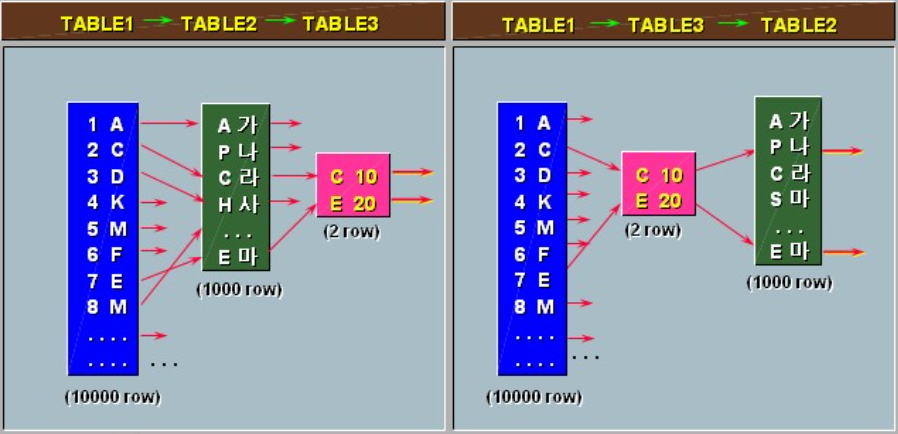 TABLE1 → TABLE2 → TABLE3
1 A
2 C
3 D
4 K
5 M
6 F
7 E
8 M
....
.... ...
(10000 row)
A 가
P 나
C 라
H 사
...
E 마
(1000 row)
C 10
E 20
(2 row)
TABLE1 → TABLE3 → TABLE2
1 A
2 C
3 D
4 K
5 M
6 F
7 E
8 M
....
.... ...
(10000 row)
C 10
E 20
(2 row)
A 가
P 나
C 라
S 마
...
E 마
(1000 row)